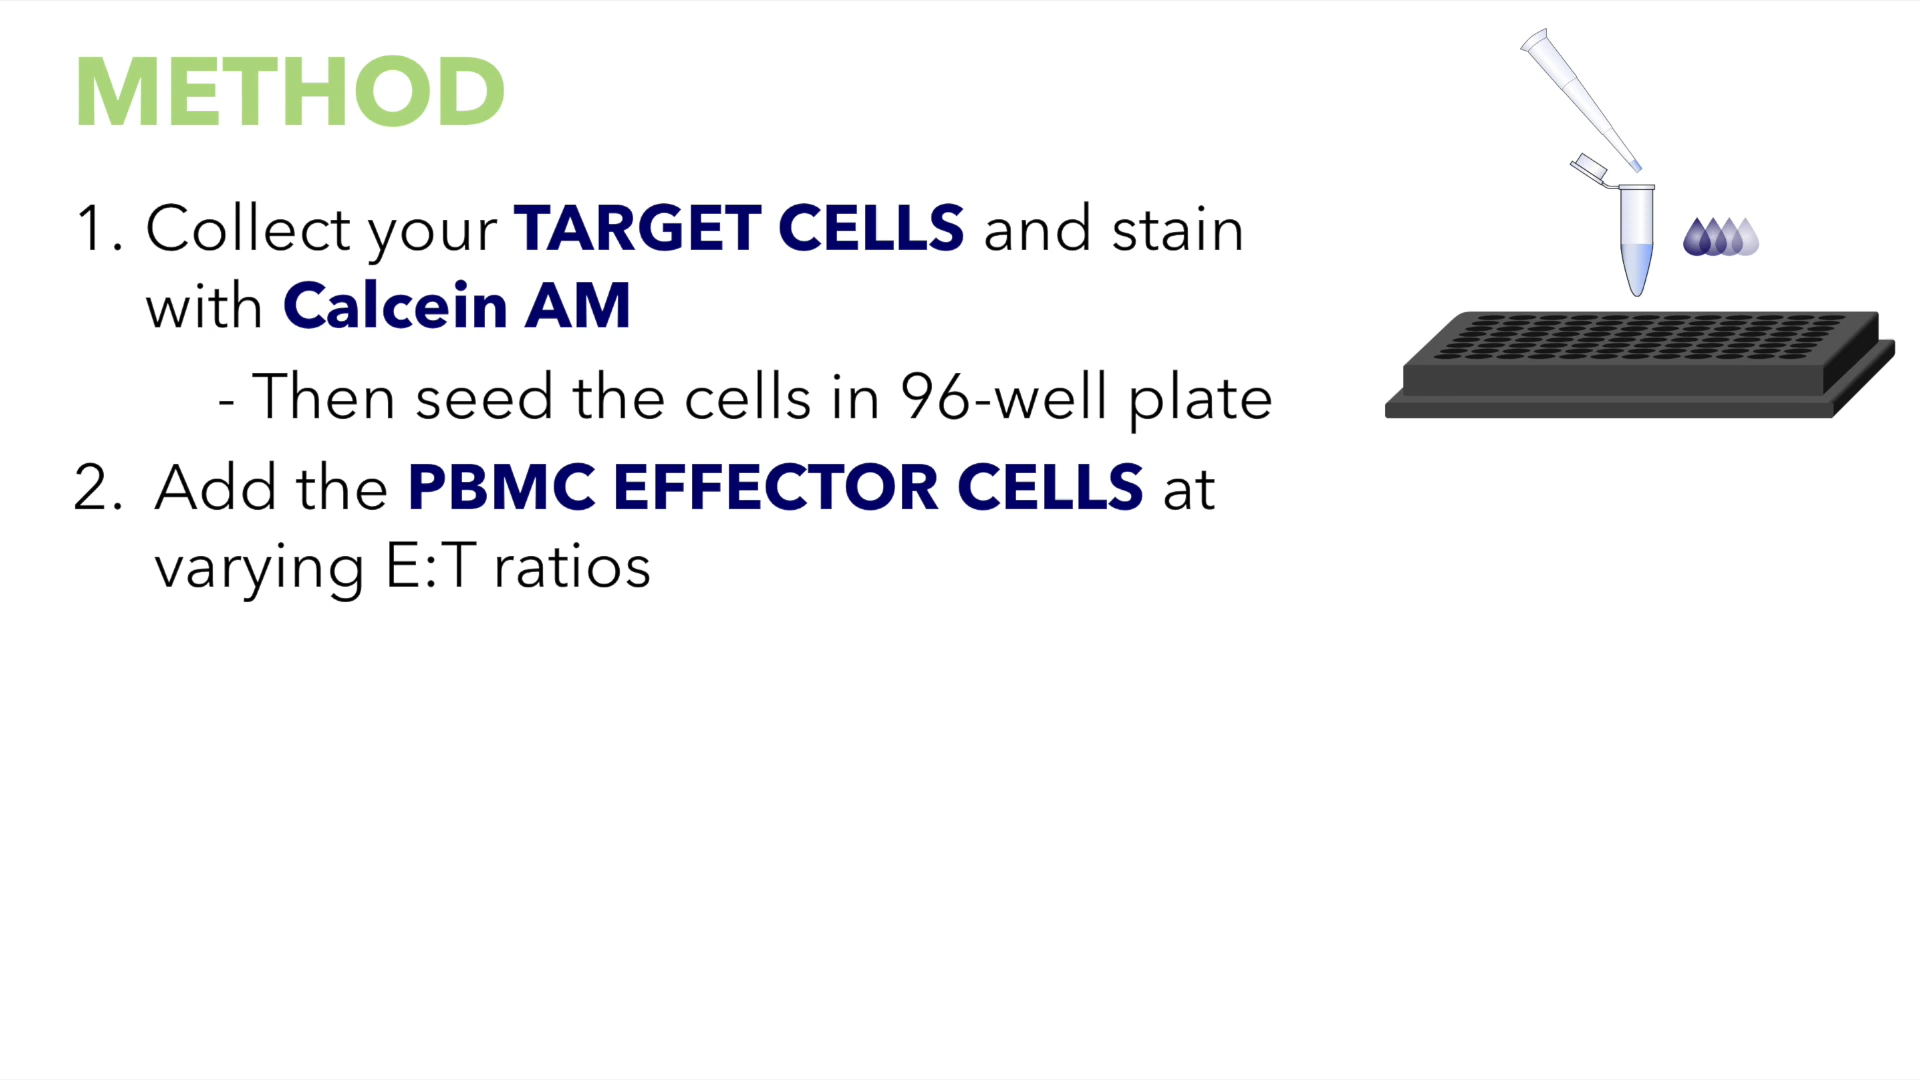 METHOD
1. Collect your TARGET CELLS and stain
with Calcein AM
- Then seed the cells in 96-well plate
2. Add the PBMC EFFECTOR CELLS at
varying E:T ratios